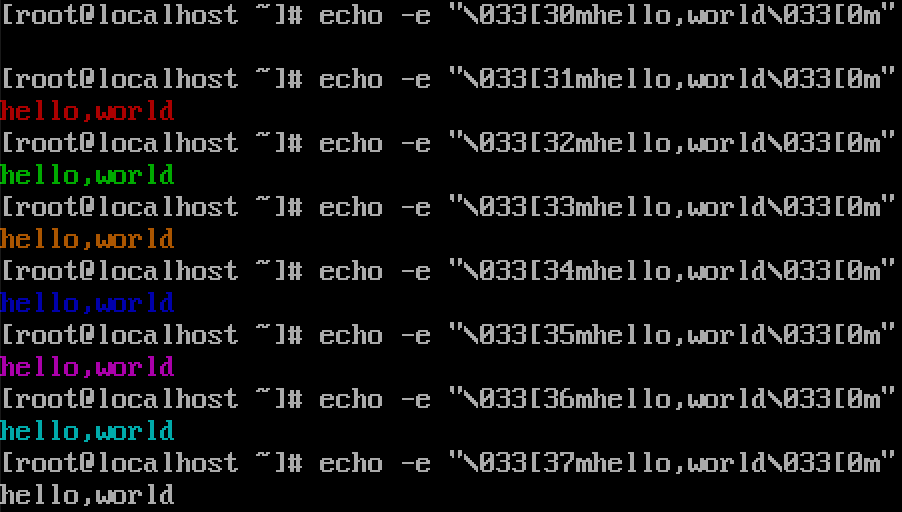 [root@localhost ~]# echo -e "\033[30mhello,world\033[0m"
[root@localhost ~]# echo -e "\033[31mhello,world\033[0m"
hello,world
[root@localhost ~]# echo -e "\033[32mhello,world\033[0m"
hello,world
[root@localhost ~]# echo -e "\033[33mhello,world\033[0m"
hello,world
[root@localhost ~]# echo -e "\033[34mhello,world\033[0m"
hello,world
[root@localhost ~]# echo -e "\033[35mhello,world\033[0m"
hello,world
[root@localhost ~]# echo -e "\033[36mhello,world\033[0m"
hello,world
[root@localhost ~]# echo -e "\033[37mhello,world\033[0m"
hello,world